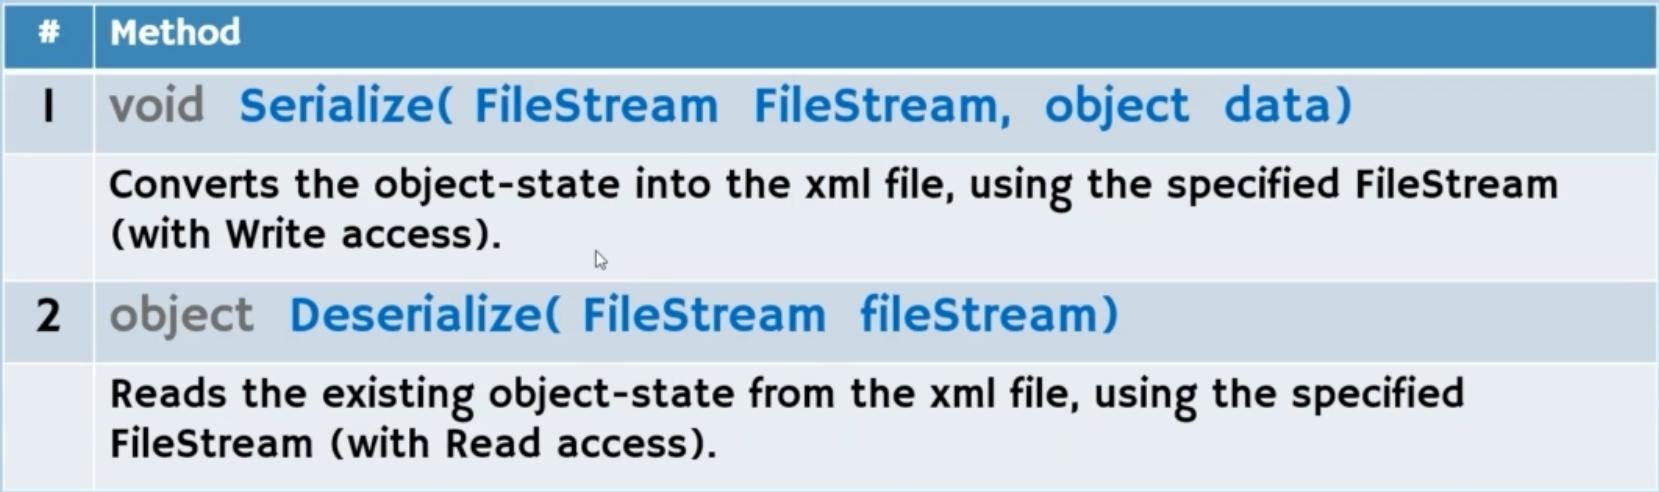 # Method
1 void Serialize( FileStream FileStream, object data)
Converts the object-state into the xml file, using the specified FileStream
(with Write access).
2 object Deserialize( FileStream fileStream)
Reads the existing object-state from the xml file, using the specified
FileStream (with Read access).